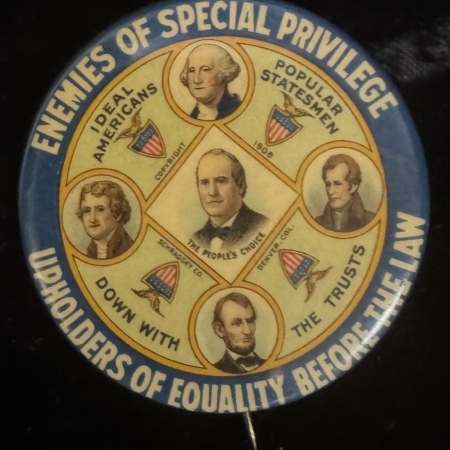 ENEMIES OF SPECIAL PRIVILEGE
IDEAL
AMERICANS
POPULAR
STATESMEN
COPYRIGHT
1908
THE PEOPLE'S CHOICE
SCHRAGSKY CO.
DENVER, COL.
DOWN WITH
THE TRUSTS
UPHOLDERS OF EQUALITY BEFORE THE LAW